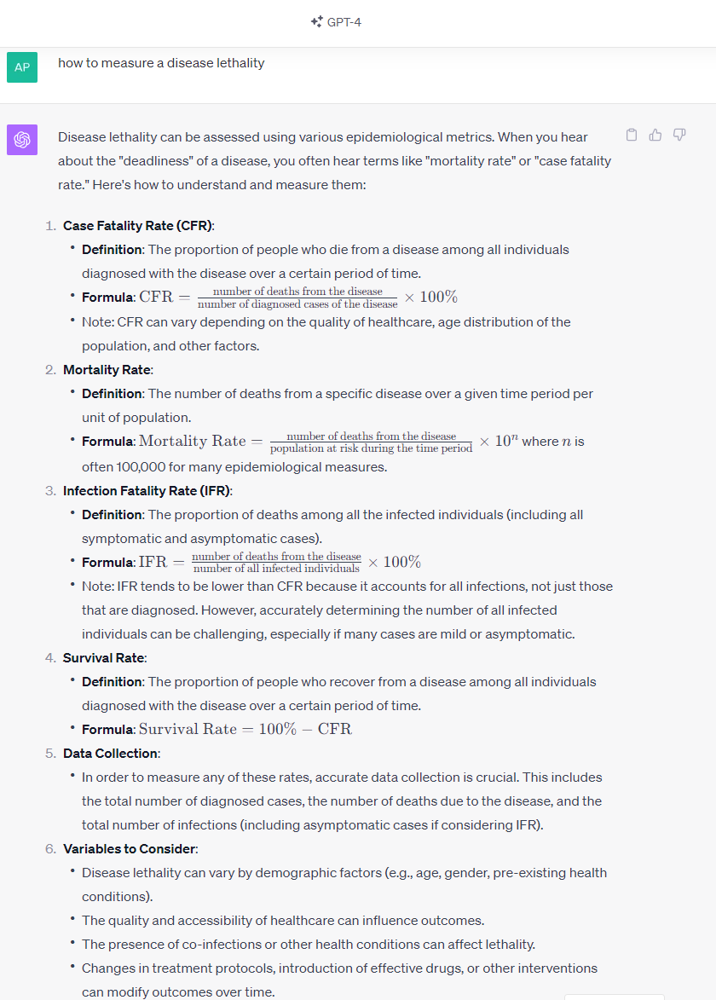 GPT-4
AP
how to measure a disease lethality
Disease lethality can be assessed using various epidemiological metrics. When you hear
about the "deadliness" of a disease, you often hear terms like "mortality rate" or "case fatality
rate." Here's how to understand and measure them:
1. Case Fatality Rate (CFR):
• Definition: The proportion of people who die from a disease among all individuals
diagnosed with the disease over a certain period of time.
• Formula: CFR = number of deaths from the disease / number of diagnosed cases of the disease × 100%
• Note: CFR can vary depending on the quality of healthcare, age distribution of the
population, and other factors.
2. Mortality Rate:
• Definition: The number of deaths from a specific disease over a given time period per
unit of population.
• Formula: Mortality Rate = number of deaths from the disease / population at risk during the time period × 10ⁿ where n is
often 100,000 for many epidemiological measures.
3. Infection Fatality Rate (IFR):
• Definition: The proportion of deaths among all the infected individuals (including all
symptomatic and asymptomatic cases).
• Formula: IFR = number of deaths from the disease / number of all infected individuals × 100%
• Note: IFR tends to be lower than CFR because it accounts for all infections, not just those
that are diagnosed. However, accurately determining the number of all infected
individuals can be challenging, especially if many cases are mild or asymptomatic.
4. Survival Rate:
• Definition: The proportion of people who recover from a disease among all individuals
diagnosed with the disease over a certain period of time.
• Formula: Survival Rate = 100% − CFR
5. Data Collection:
• In order to measure any of these rates, accurate data collection is crucial. This includes
the total number of diagnosed cases, the number of deaths due to the disease, and the
total number of infections (including asymptomatic cases if considering IFR).
6. Variables to Consider:
• Disease lethality can vary by demographic factors (e.g., age, gender, pre-existing health
conditions).
• The quality and accessibility of healthcare can influence outcomes.
• The presence of co-infections or other health conditions can affect lethality.
• Changes in treatment protocols, introduction of effective drugs, or other interventions
can modify outcomes over time.